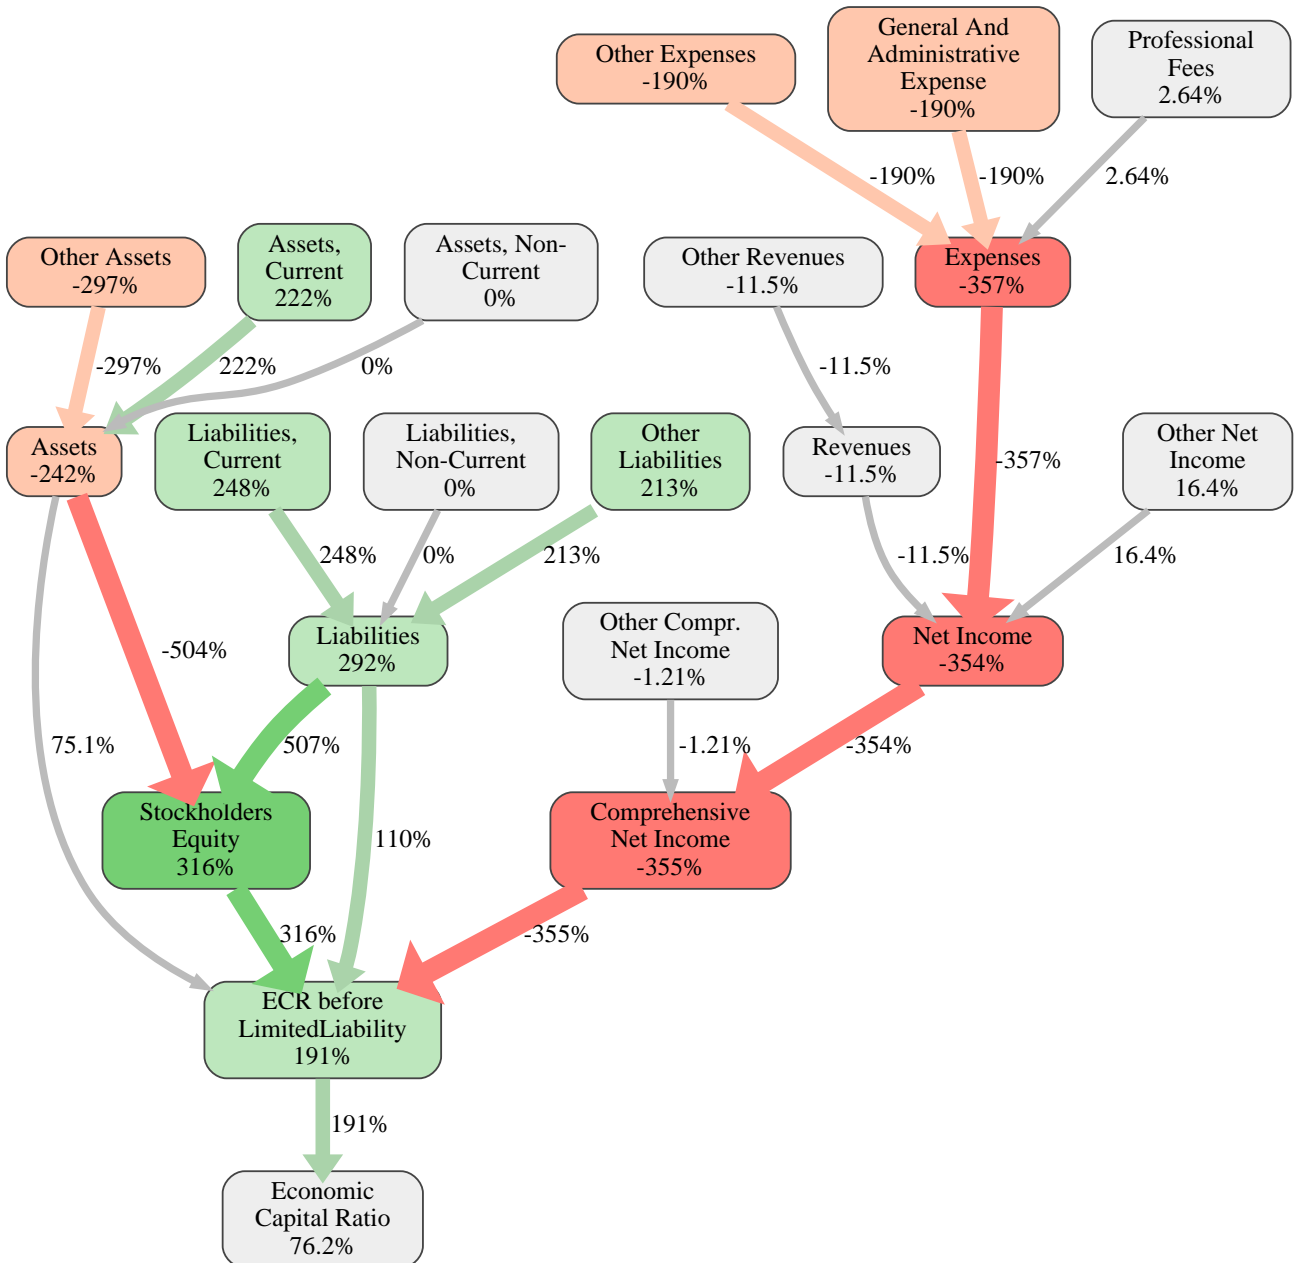 Other Expenses
-190%
General And
Administrative
Expense
-190%
Professional
Fees
2.64%
-190%
-190%
2.64%
Other Assets
-297%
Assets,
Current
222%
Assets, Non-
Current
0%
Other Revenues
-11.5%
Expenses
-357%
-297%
222%
0%
-11.5%
Assets
-242%
Liabilities,
Current
248%
Liabilities,
Non-Current
0%
Other
Liabilities
213%
Revenues
-11.5%
-357%
Other Net
Income
16.4%
248%
0%
213%
-11.5%
16.4%
-504%
Liabilities
292%
Other Compr.
Net Income
-1.21%
Net Income
-354%
75.1%
507%
-1.21%
-354%
Stockholders
Equity
316%
110%
Comprehensive
Net Income
-355%
316%
-355%
ECR before
LimitedLiability
191%
191%
Economic
Capital Ratio
76.2%